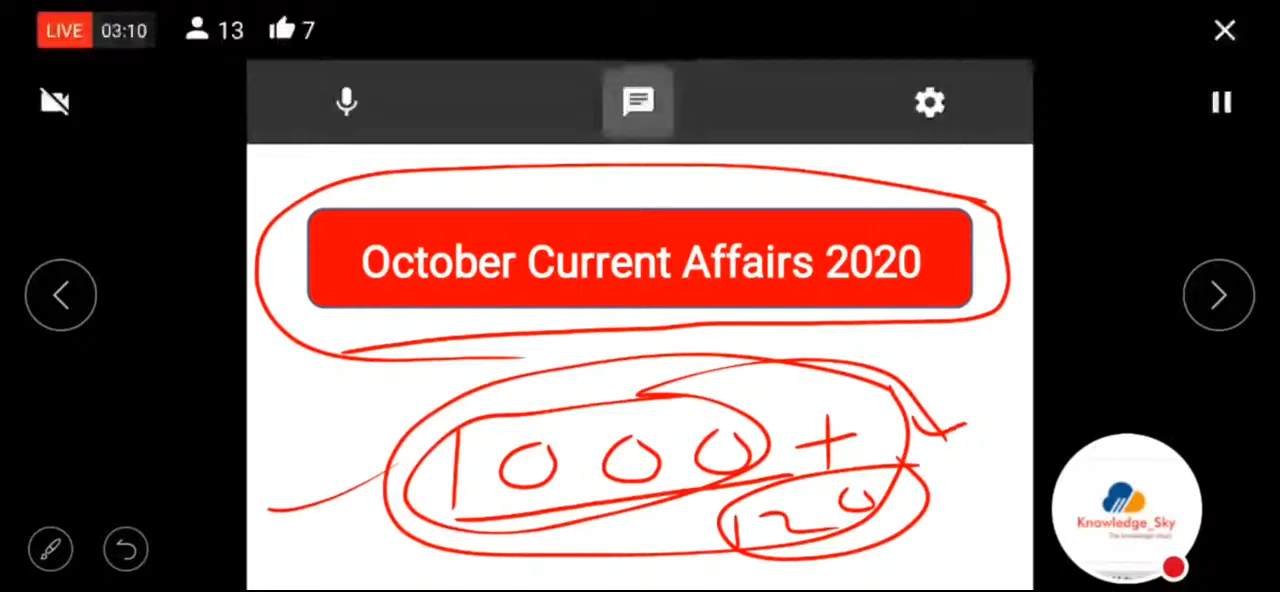 LIVE 03:10 13 7
October Current Affairs 2020
1000+
120
Knowledge_Sky